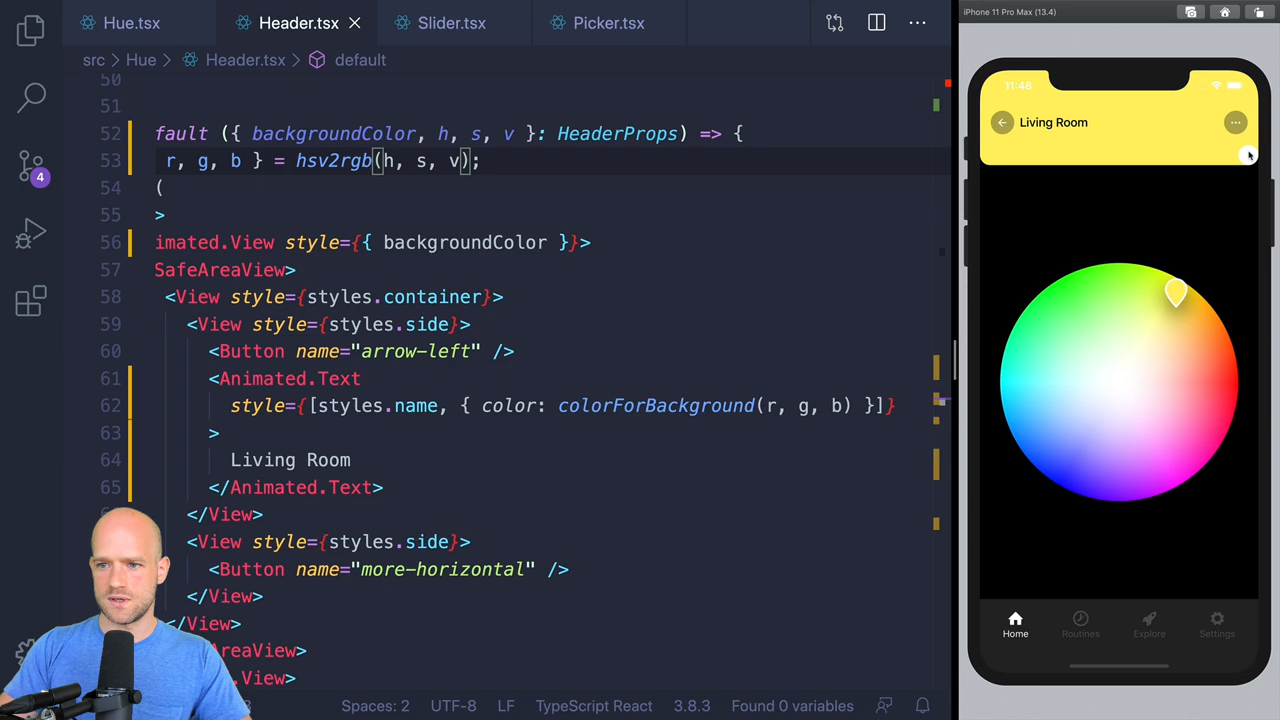 Hue.tsx
Header.tsx
Slider.tsx
Picker.tsx
src > Hue > Header.tsx > default
50
51
52 fault ({ backgroundColor, h, s, v }: HeaderProps) => {
53 r, g, b } = hsv2rgb(h, s, v);
54 (
55 >
56 imated.View style={{ backgroundColor }}>
57 SafeAreaView>
58 <View style={styles.container}>
59 <View style={styles.side}>
60 <Button name="arrow-left" />
61 <Animated.Text
62 style={[styles.name, { color: colorForBackground(r, g, b) }]}
63 >
64 Living Room
65 </Animated.Text>
</View>
<View style={styles.side}>
<Button name="more-horizontal" />
</View>
</View>
AreaView>
.View>
4
Spaces: 2 UTF-8 LF TypeScript React 3.8.3 Found 0 variables
iPhone 11 Pro Max (13.4)
11:46
Living Room
Home
Routines
Explore
Settings